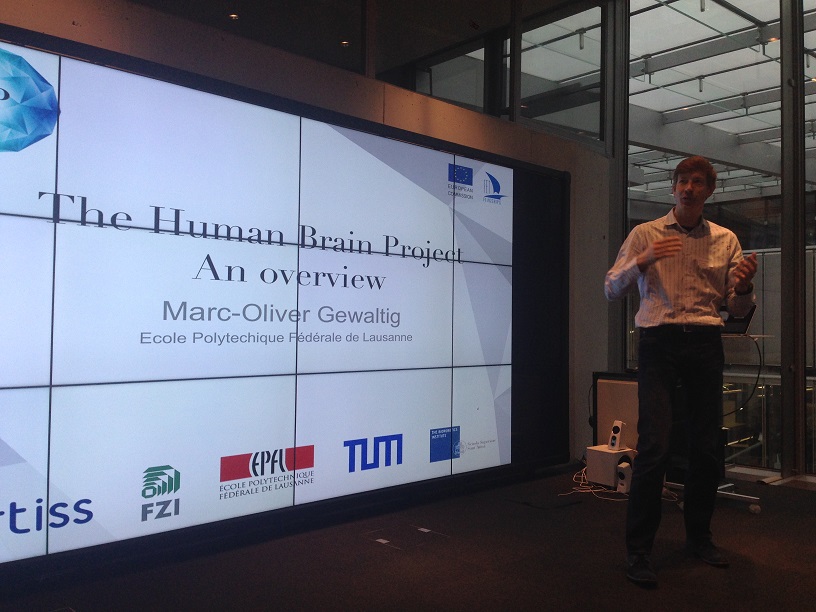 P
EUROPEAN
COMMISSION
The Human Brain Project
An overview
Marc-Oliver Gewaltig
Ecole Polytechique Fédérale de Lausanne
rtiss
FZI
EPFL
ÉCOLE POLYTECHNIQUE
FÉDÉRALE DE LAUSANNE
TUM